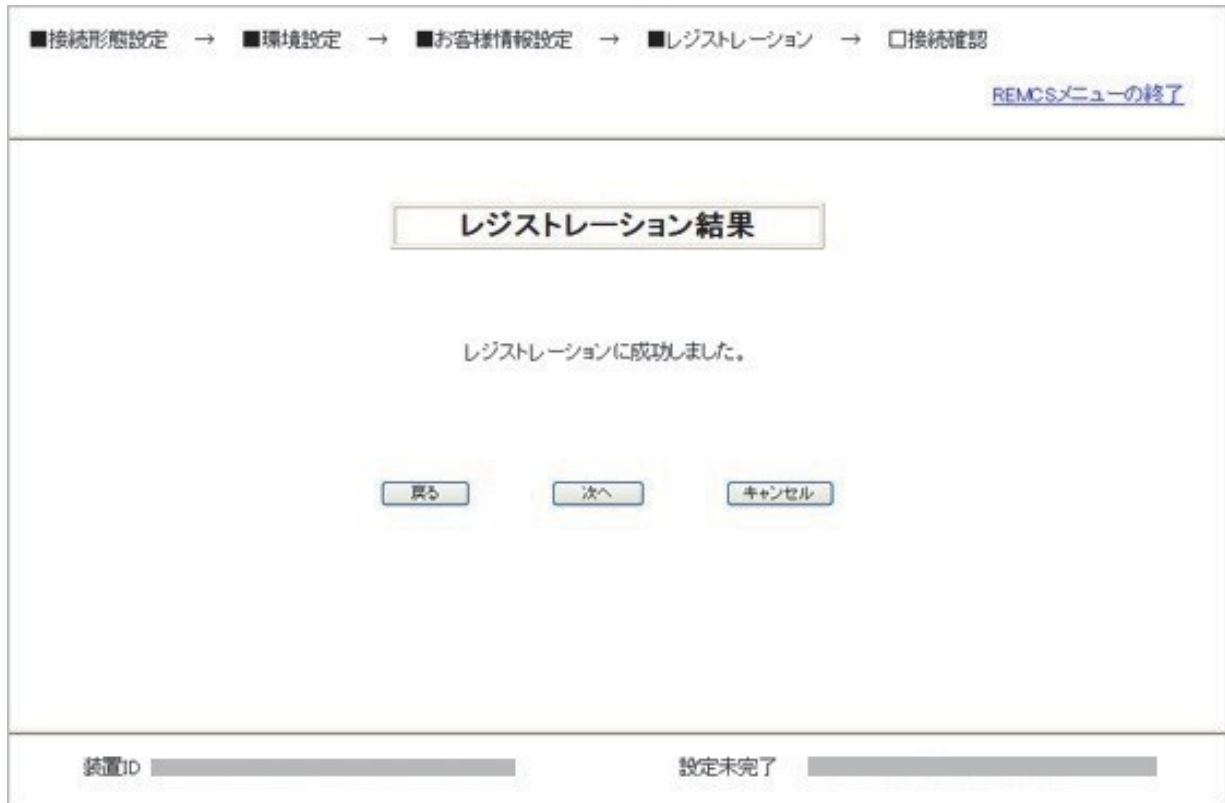 ■接続形態設定 → ■環境設定 → ■お客様情報設定 → ■レジストレーション → □接続確認
REMCSメニューの終了
レジストレーション結果
レジストレーションに成功しました。
戻る 次へ キャンセル
装置ID 設定未完了